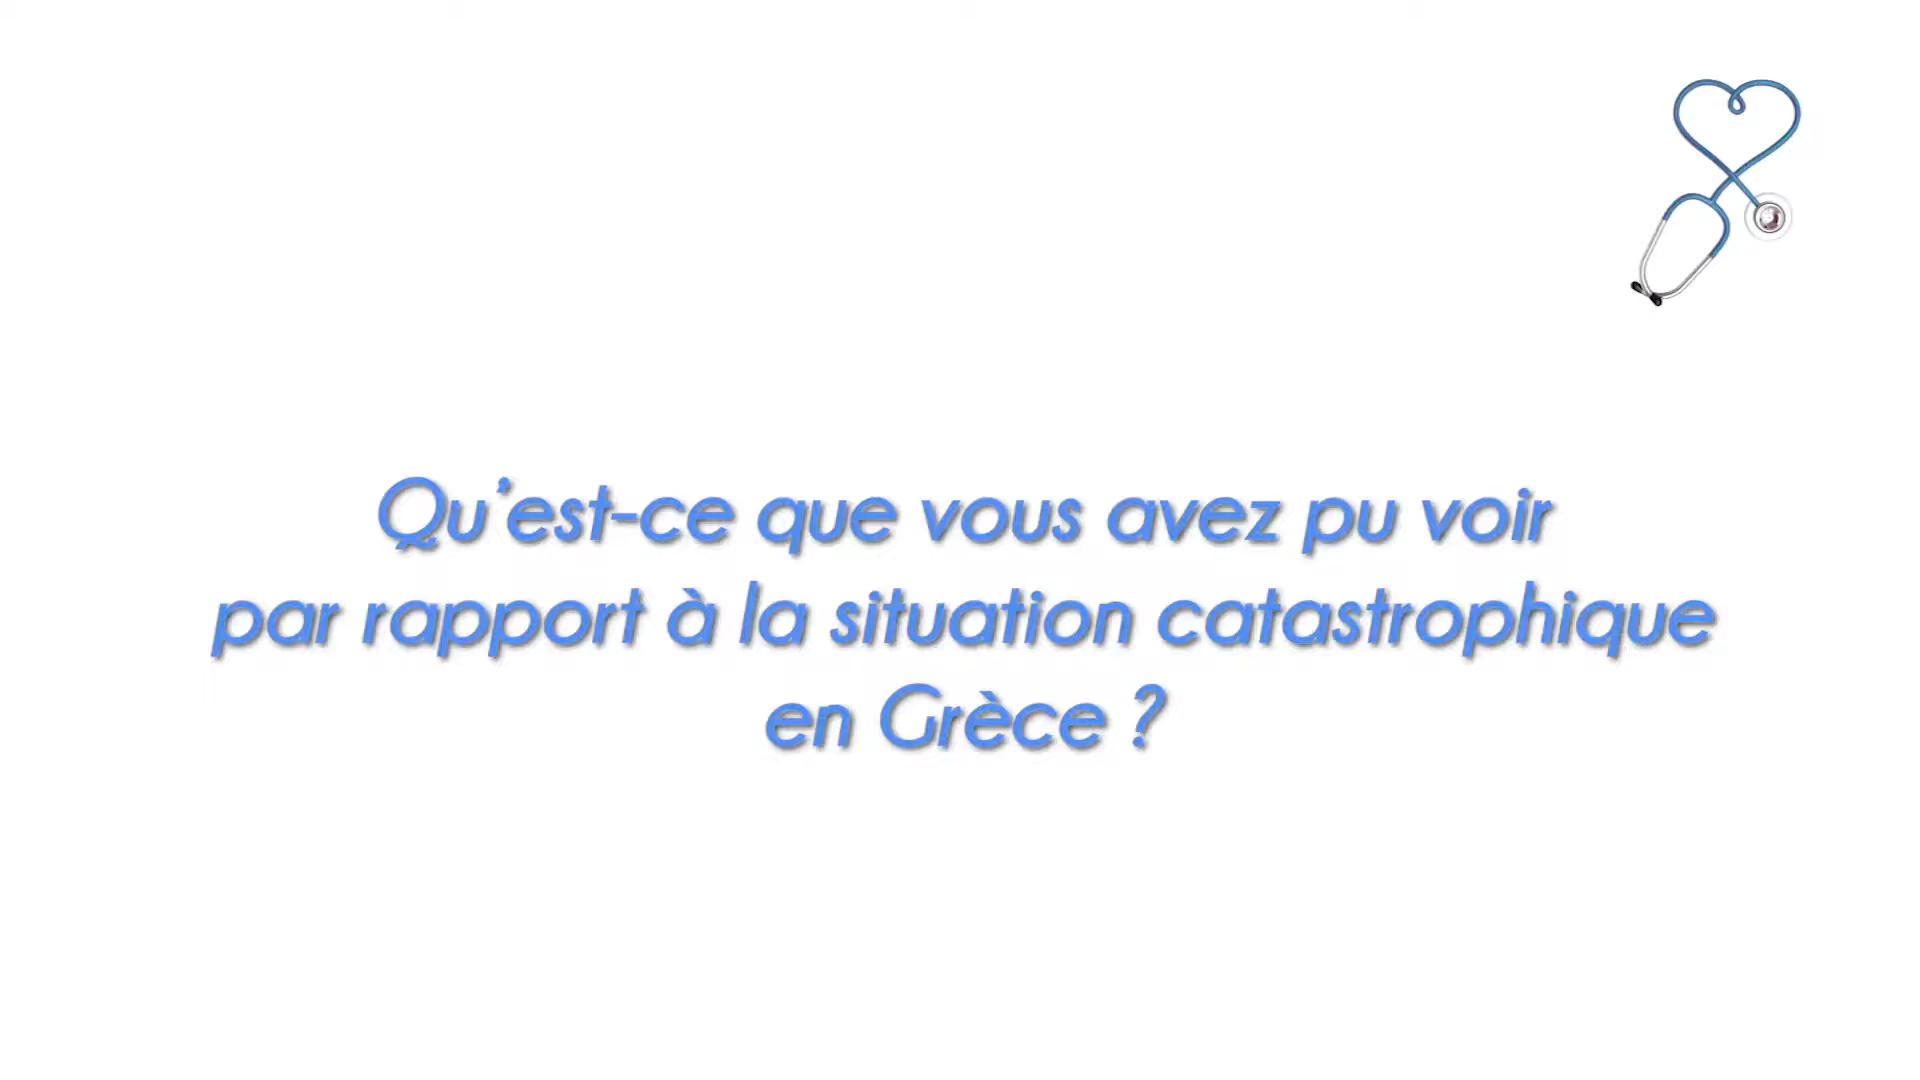 Qu’est-ce que vous avez pu voir
par rapport à la situation catastrophique
en Grèce ?